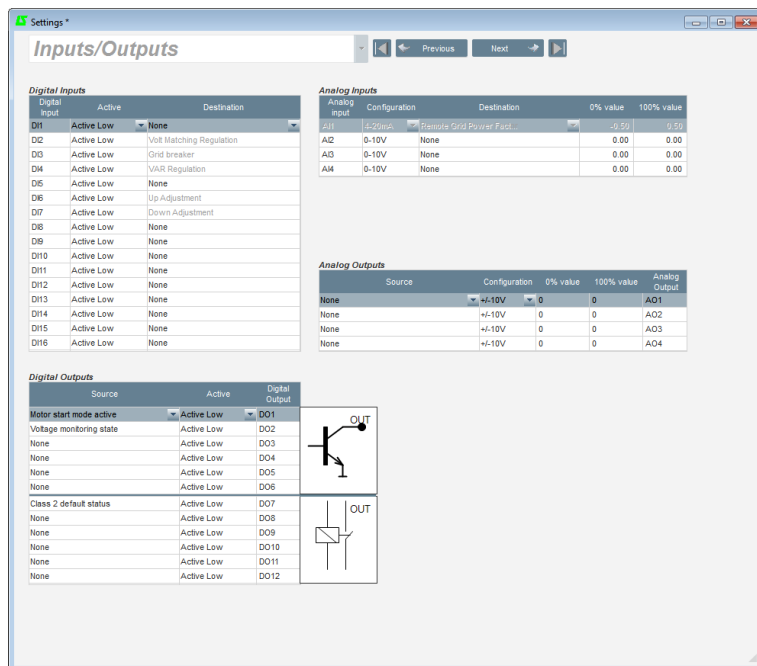 Settings *
Inputs/Outputs
Previous
Next
Digital Inputs
Digital Input Active Destination
DI1 Active Low None
DI2 Active Low Volt Matching Regulation
DI3 Active Low Grid breaker
DI4 Active Low VAR Regulation
DI5 Active Low None
DI6 Active Low Up Adjustment
DI7 Active Low Down Adjustment
DI8 Active Low None
DI9 Active Low None
DI10 Active Low None
DI11 Active Low None
DI12 Active Low None
DI13 Active Low None
DI14 Active Low None
DI15 Active Low None
DI16 Active Low None
Analog Inputs
Analog input Configuration Destination 0% value 100% value
AI1 4-20mA Remote Grid Power Fact... -0.50 0.50
AI2 0-10V None 0.00 0.00
AI3 0-10V None 0.00 0.00
AI4 0-10V None 0.00 0.00
Analog Outputs
Source Configuration 0% value 100% value Analog Output
None +/-10V 0 0 AO1
None +/-10V 0 0 AO2
None +/-10V 0 0 AO3
None +/-10V 0 0 AO4
Digital Outputs
Source Active Digital Output
Motor start mode active Active Low DO1
Voltage monitoring state Active Low DO2
None Active Low DO3
None Active Low DO4
None Active Low DO5
None Active Low DO6
OUT
Class 2 default status Active Low DO7
None Active Low DO8
None Active Low DO9
None Active Low DO10
None Active Low DO11
None Active Low DO12
OUT